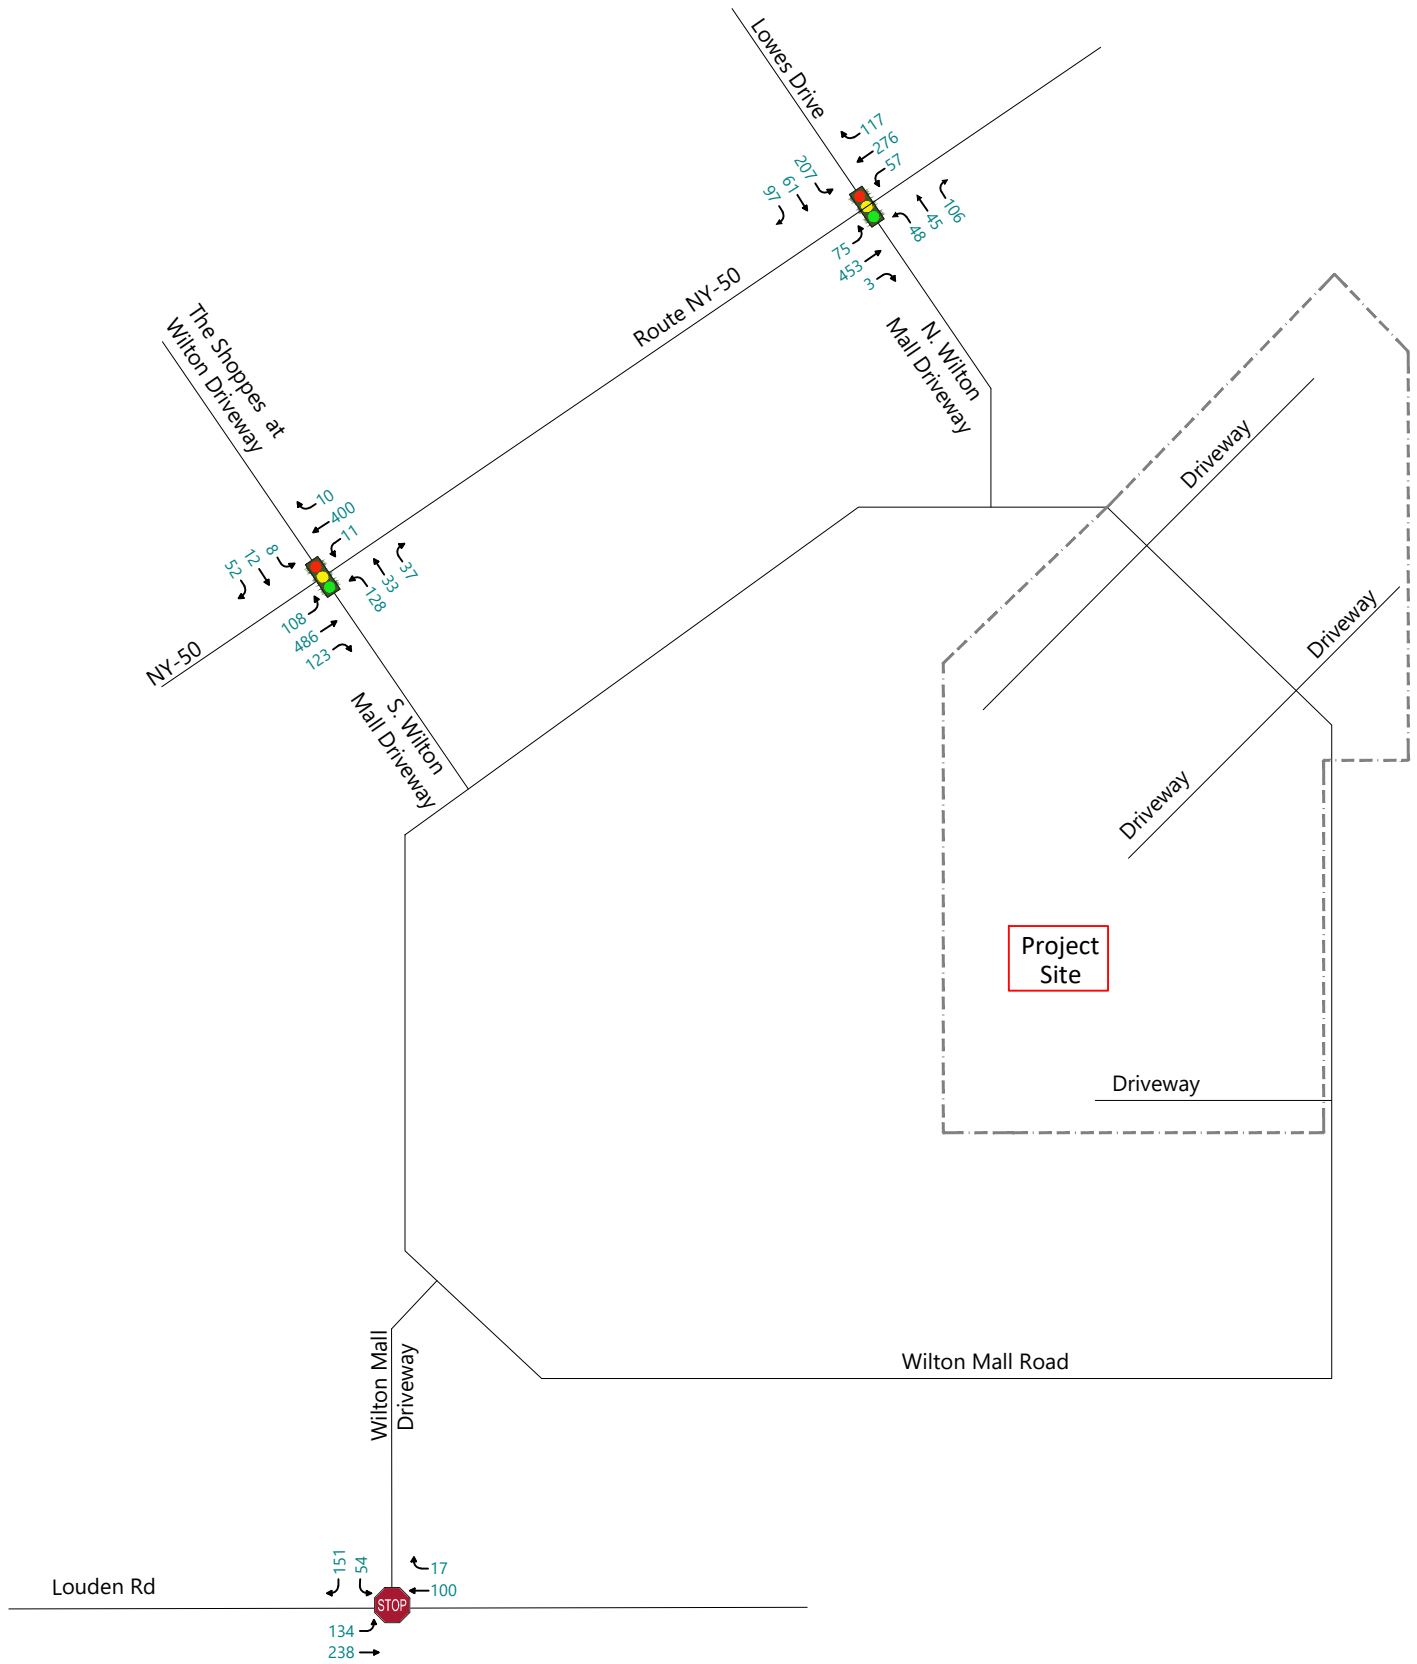 Lowes Drive
117
276
57
207
61
97
106
45
48
75
453
3
Route NY-50
N. Wilton
Mall Driveway
The Shoppes at
Wilton Driveway
10
400
11
8
12
52
37
33
128
108
486
123
NY-50
S. Wilton
Mall Driveway
Driveway
Driveway
Driveway
Project
Site
Driveway
Wilton Mall Road
Wilton Mall
Driveway
Louden Rd
151
54
17
100
STOP
134
238